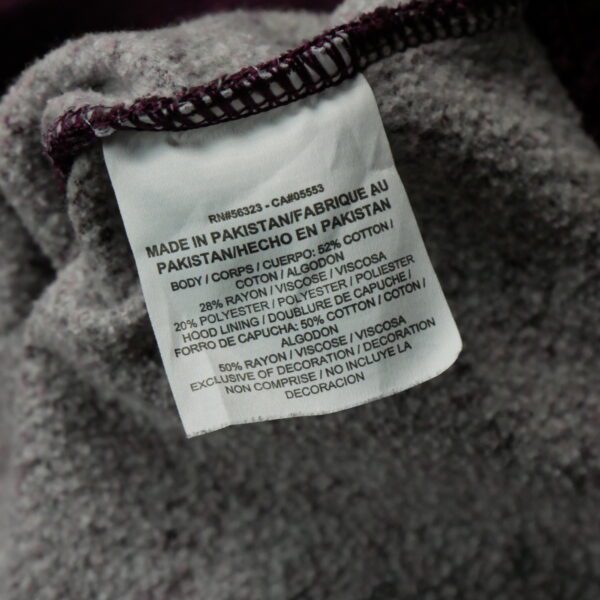 RN#56323 - CA#05553
MADE IN PAKISTAN/FABRIQUE AU
PAKISTAN/HECHO EN PAKISTAN
BODY / CORPS / CUERPO: 52% COTTON /
COTON / ALGODON
28% RAYON / VISCOSE / VISCOSA
20% POLYESTER / POLYESTER / POLIESTER
HOOD LINING / DOUBLURE DE CAPUCHE /
FORRO DE CAPUCHA: 50% COTTON / COTON /
ALGODON
50% RAYON / VISCOSE / VISCOSA
EXCLUSIVE OF DECORATION / DECORATION
NON COMPRISE / NO INCLUYE LA
DECORACION